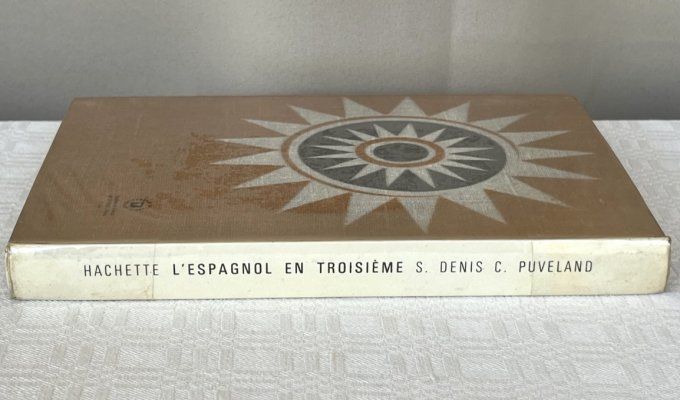 HACHETTE L'ESPAGNOL EN TROISIÈME S. DENIS C. PUVELAND